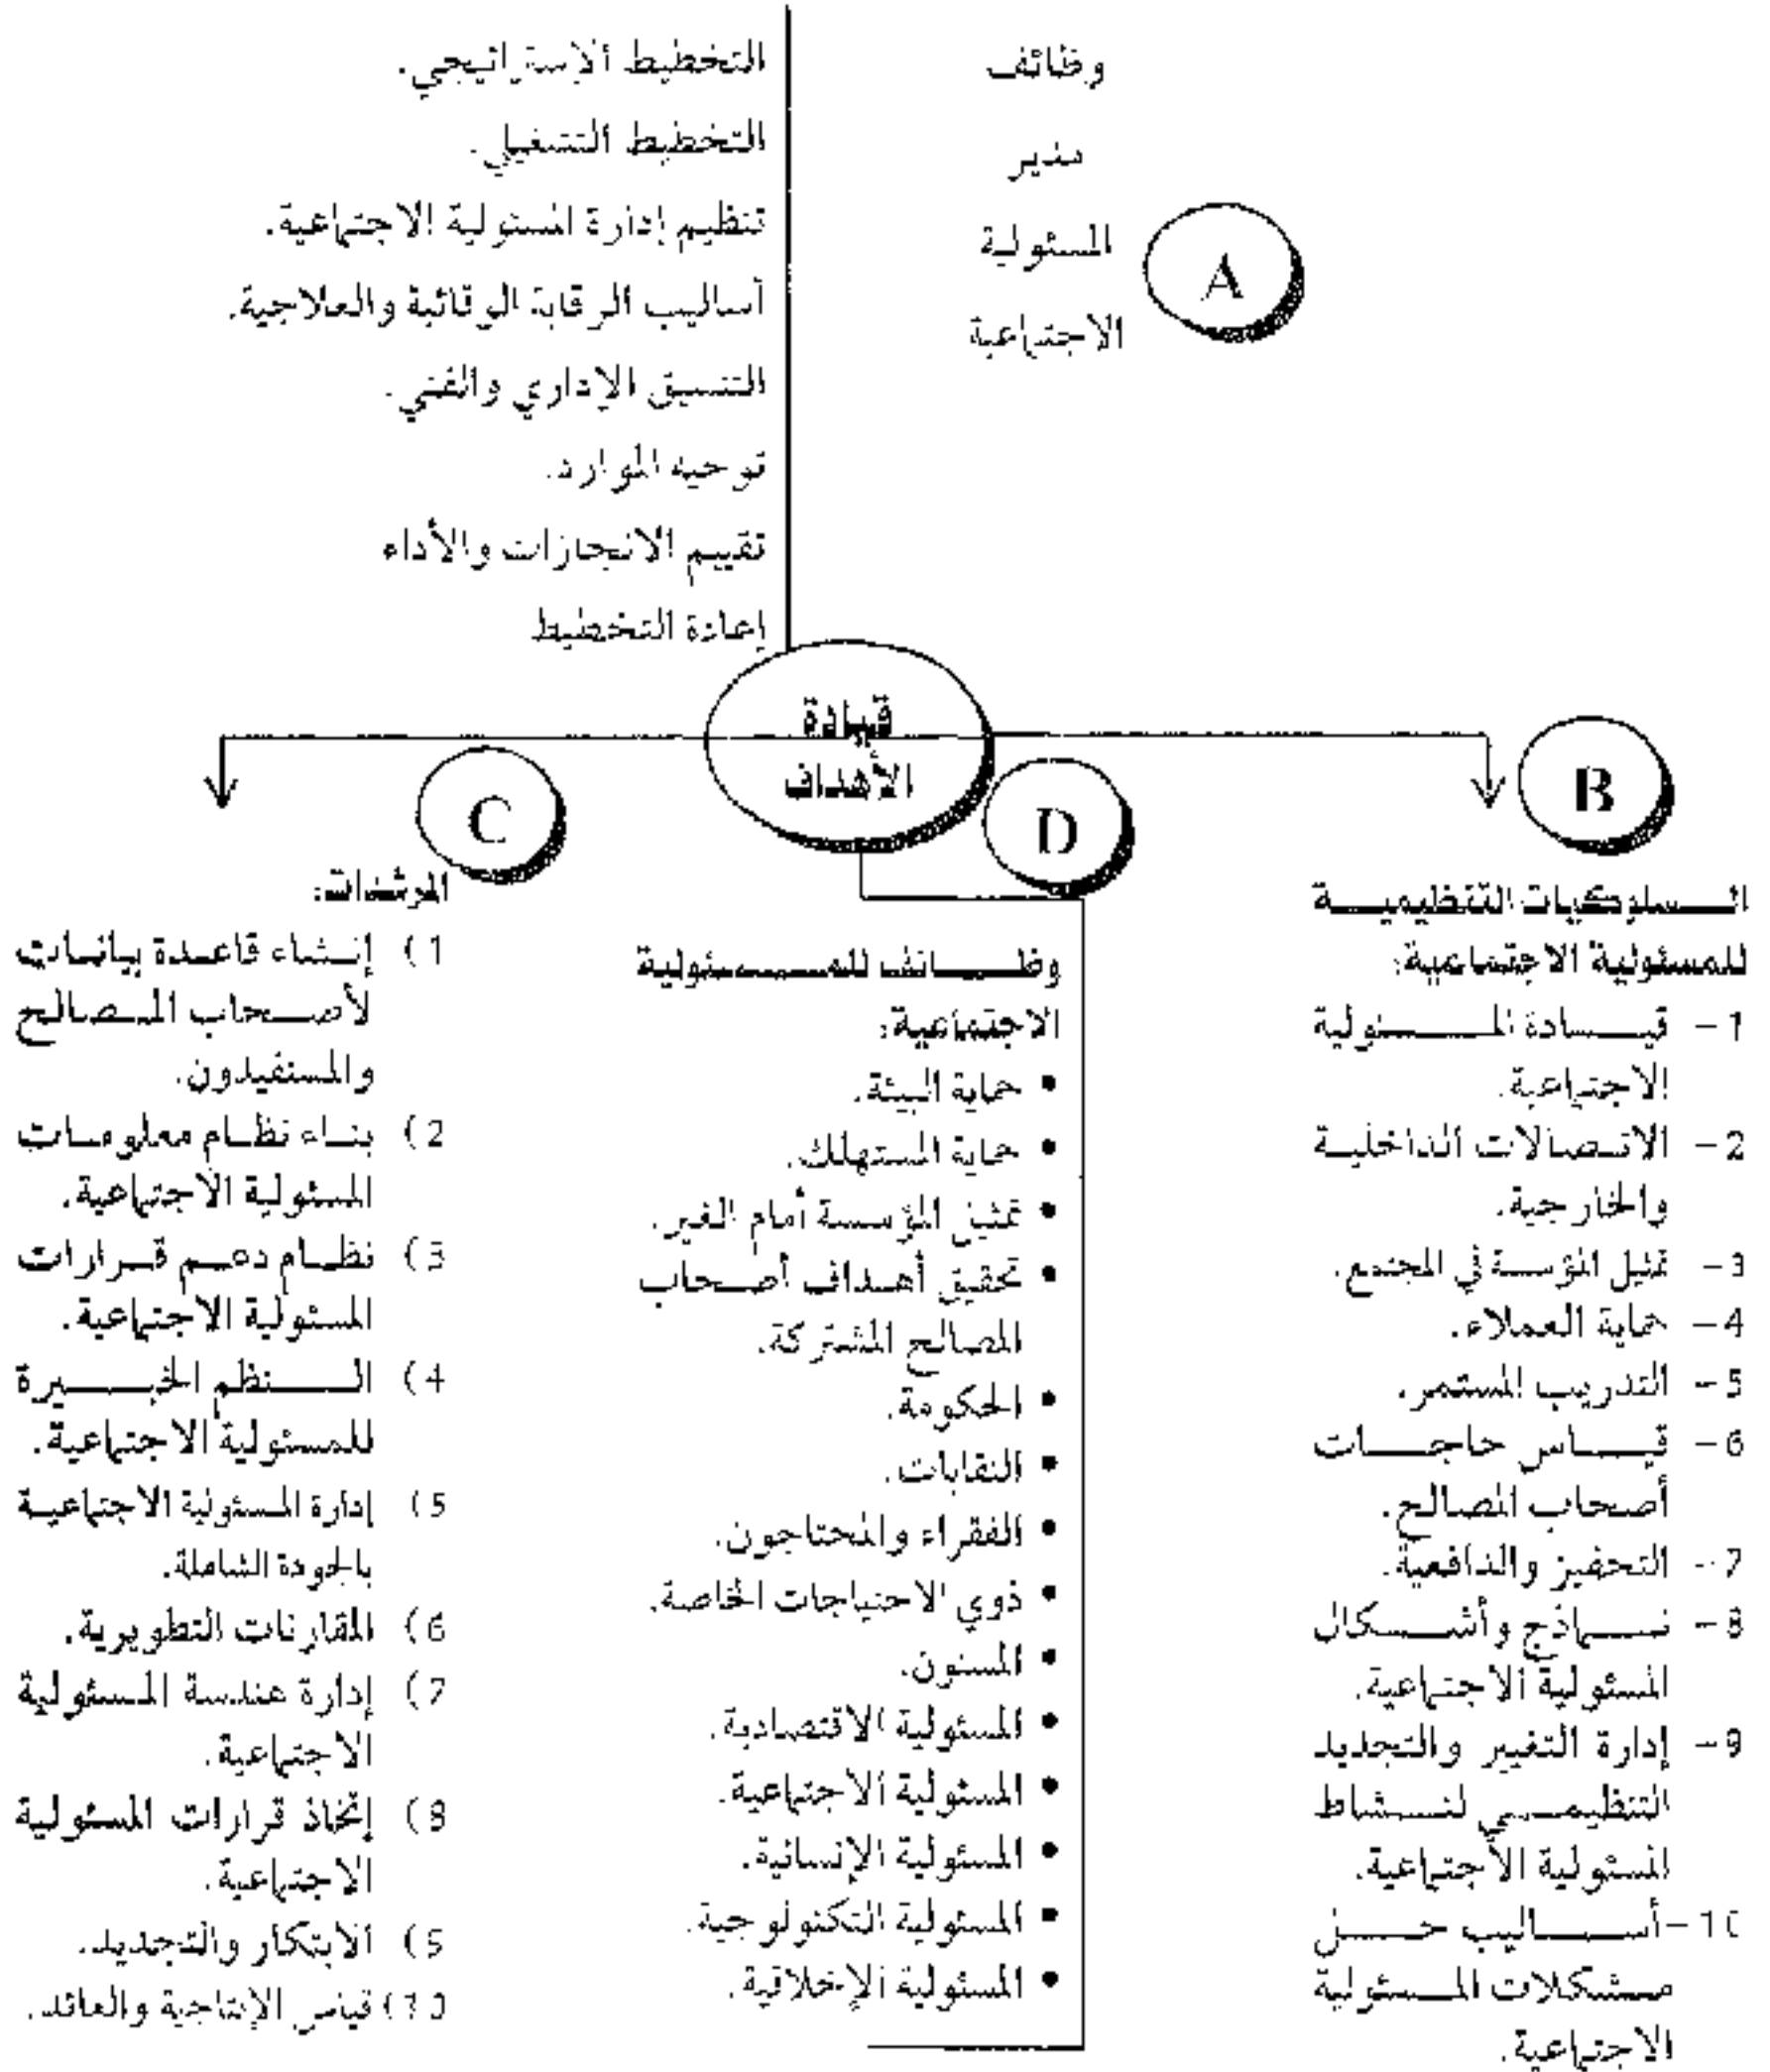 وظائف
مدير
المسئولية
الاجتماعية
A
التخطيط الإستراتيجي.
التخطيط التشغيلي.
تنظيم إدارة المسئولية الاجتماعية.
أساليب الرقابة الوقائية والعلاجية.
التنسيق الإداري والفني.
توجيه الموارد.
تقييم الانجازات والأداء
إعادة التخطيط
قيادة
الأهداف
B
السلوكيات التنظيمية
للمسئولية الاجتماعية:
1- قيادة المسئولية
الاجتماعية.
2- الاتصالات الداخلية
والخارجية.
3- تمثيل المؤسسة في المجتمع.
4- حماية العملاء.
5- التدريب المستمر.
6- قياس حاجات
أصحاب المصالح.
7- التحفيز والدافعية.
8- نماذج وأشكال
المسئولية الاجتماعية.
9- إدارة التغيير والتجديد
التنظيمي لنشاط
المسئولية الأجتماعية.
10- أساليب حل
مشكلات المسئولية
الاجتماعية.
D
وظائف للمسئولية
الاجتماعية:
• حماية البيئة.
• حماية المستهلك.
• تمثيل المؤسسة أمام الغير.
• تحقيق أهداف أصحاب
المصالح المشتركة.
• الحكومة.
• النقابات.
• الفقراء والمحتاجون.
• ذوي الاحتياجات الخاصة.
• المسنون.
• المسئولية الاقتصادية.
• المسئولية الاجتماعية.
• المسئولية الإنسانية.
• المسئولية التكنولوجية.
• المسئولية الإخلاقية.
C
المرشدات:
1) إنشاء قاعدة بيانات
لأصحاب المصالح
والمستفيدون.
2) بناء نظام معلومات
المسئولية الأجتماعية.
3) نظام دعم قرارات
المسئولية الأجتماعية.
4) النظم الخبيرة
للمسئولية الاجتماعية.
5) إدارة المسئولية الاجتماعية
بالجودة الشاملة.
6) المقارنات التطويرية.
7) إدارة هندسة المسئولية
الاجتماعية.
8) إتخاذ قرارات المسئولية
الاجتماعية.
9) الابتكار والتجديد.
10) قياس الإنتاجية والعائد.